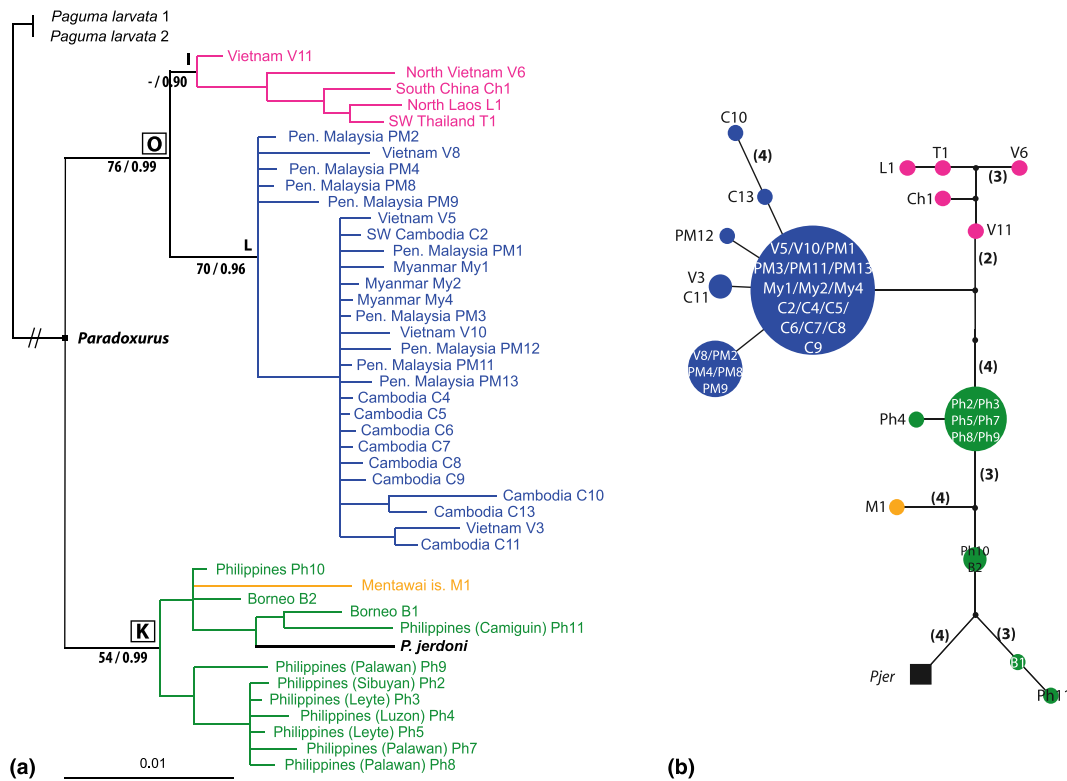 Paguma larvata 1
Paguma larvata 2
I
Vietnam V11
- / 0.90
North Vietnam V6
South China Ch1
North Laos L1
SW Thailand T1
O
76 / 0.99
Pen. Malaysia PM2
Vietnam V8
Pen. Malaysia PM4
Pen. Malaysia PM8
Pen. Malaysia PM9
L
70 / 0.96
Vietnam V5
SW Cambodia C2
Pen. Malaysia PM1
Myanmar My1
Myanmar My2
Myanmar My4
Pen. Malaysia PM3
Vietnam V10
Pen. Malaysia PM12
Pen. Malaysia PM11
Pen. Malaysia PM13
Cambodia C4
Cambodia C5
Cambodia C6
Cambodia C7
Cambodia C8
Cambodia C9
Cambodia C10
Cambodia C13
Vietnam V3
Cambodia C11
Paradoxurus
Philippines Ph10
Mentawai is. M1
Borneo B2
Borneo B1
Philippines (Camiguin) Ph11
P. jerdoni
K
54 / 0.99
Philippines (Palawan) Ph9
Philippines (Sibuyan) Ph2
Philippines (Leyte) Ph3
Philippines (Luzon) Ph4
Philippines (Leyte) Ph5
Philippines (Palawan) Ph7
Philippines (Palawan) Ph8
0.01
(a)
C10
(4)
C13
PM12
V3
C11
V5/V10/PM1
PM3/PM11/PM13
My1/My2/My4
C2/C4/C5/
C6/C7/C8
C9
V8/PM2
PM4/PM8
PM9
L1
T1
V6
(3)
Ch1
V11
(2)
(4)
Ph4
Ph2/Ph3
Ph5/Ph7
Ph8/Ph9
(3)
M1
(4)
Ph10
B2
(4)
(3)
Pjer
B1
Ph11
(b)